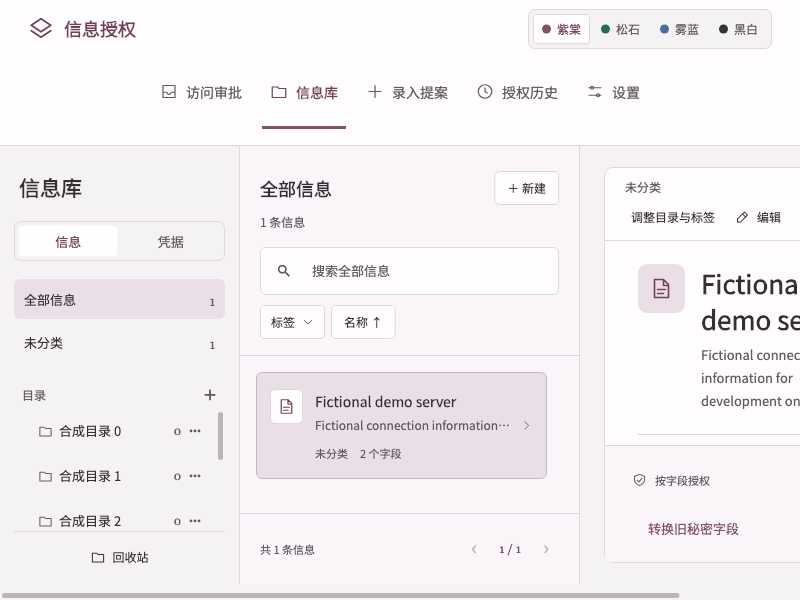 信息授权
紫棠
松石
雾蓝
黑白
访问审批
信息库
录入提案
授权历史
设置
信息库
信息
凭据
全部信息
1
未分类
1
目录
合成目录 0
0
合成目录 1
0
合成目录 2
0
回收站
全部信息
新建
1 条信息
搜索全部信息
标签
名称 ↑
Fictional demo server
Fictional connection information…
未分类 2 个字段
共 1 条信息
1 / 1
未分类
调整目录与标签
编辑
Fictiona
demo se
Fictional connec
information for
development on
按字段授权
转换旧秘密字段